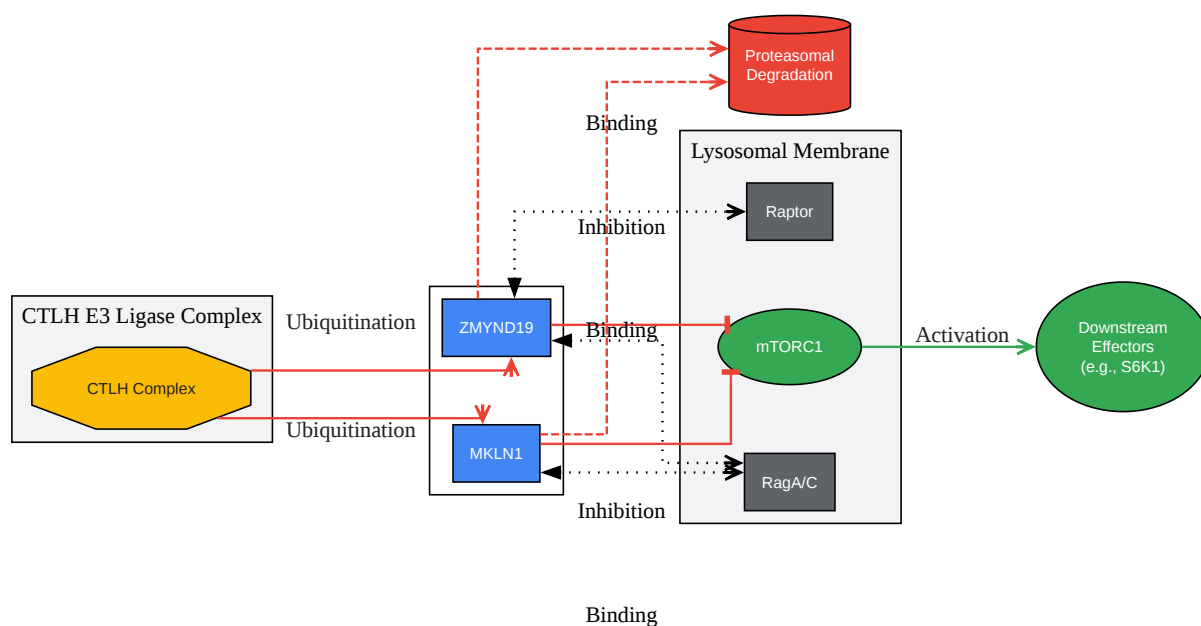 Proteasomal
Degradation
Binding
Lysosomal Membrane
Raptor
Inhibition
CTLH E3 Ligase Complex
Ubiquitination
ZMYND19
Binding
mTORC1
Activation
Downstream
Effectors
(e.g., S6K1)
CTLH Complex
Ubiquitination
MKLN1
RagA/C
Inhibition
Binding